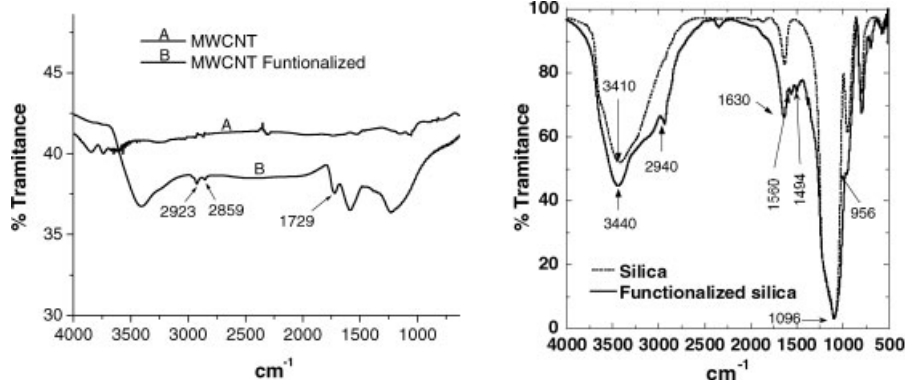 A MWCNT
B MWCNT Funtionalized
45
40
35
30
% Tramitance
A
B
2923
2859
1729
4000 3500 3000 2500 2000 1500 1000
cm-1
100
80
60
40
20
0
% Tramitance
3410
3440
2940
1630
1560
1494
956
1096
Silica
Functionalized silica
4000 3500 3000 2500 2000 1500 1000 500
cm-1